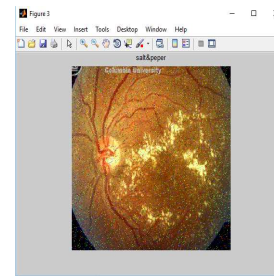 Figure 3
File Edit View Insert Tools Desktop Window Help
salt&peper
Columbia University